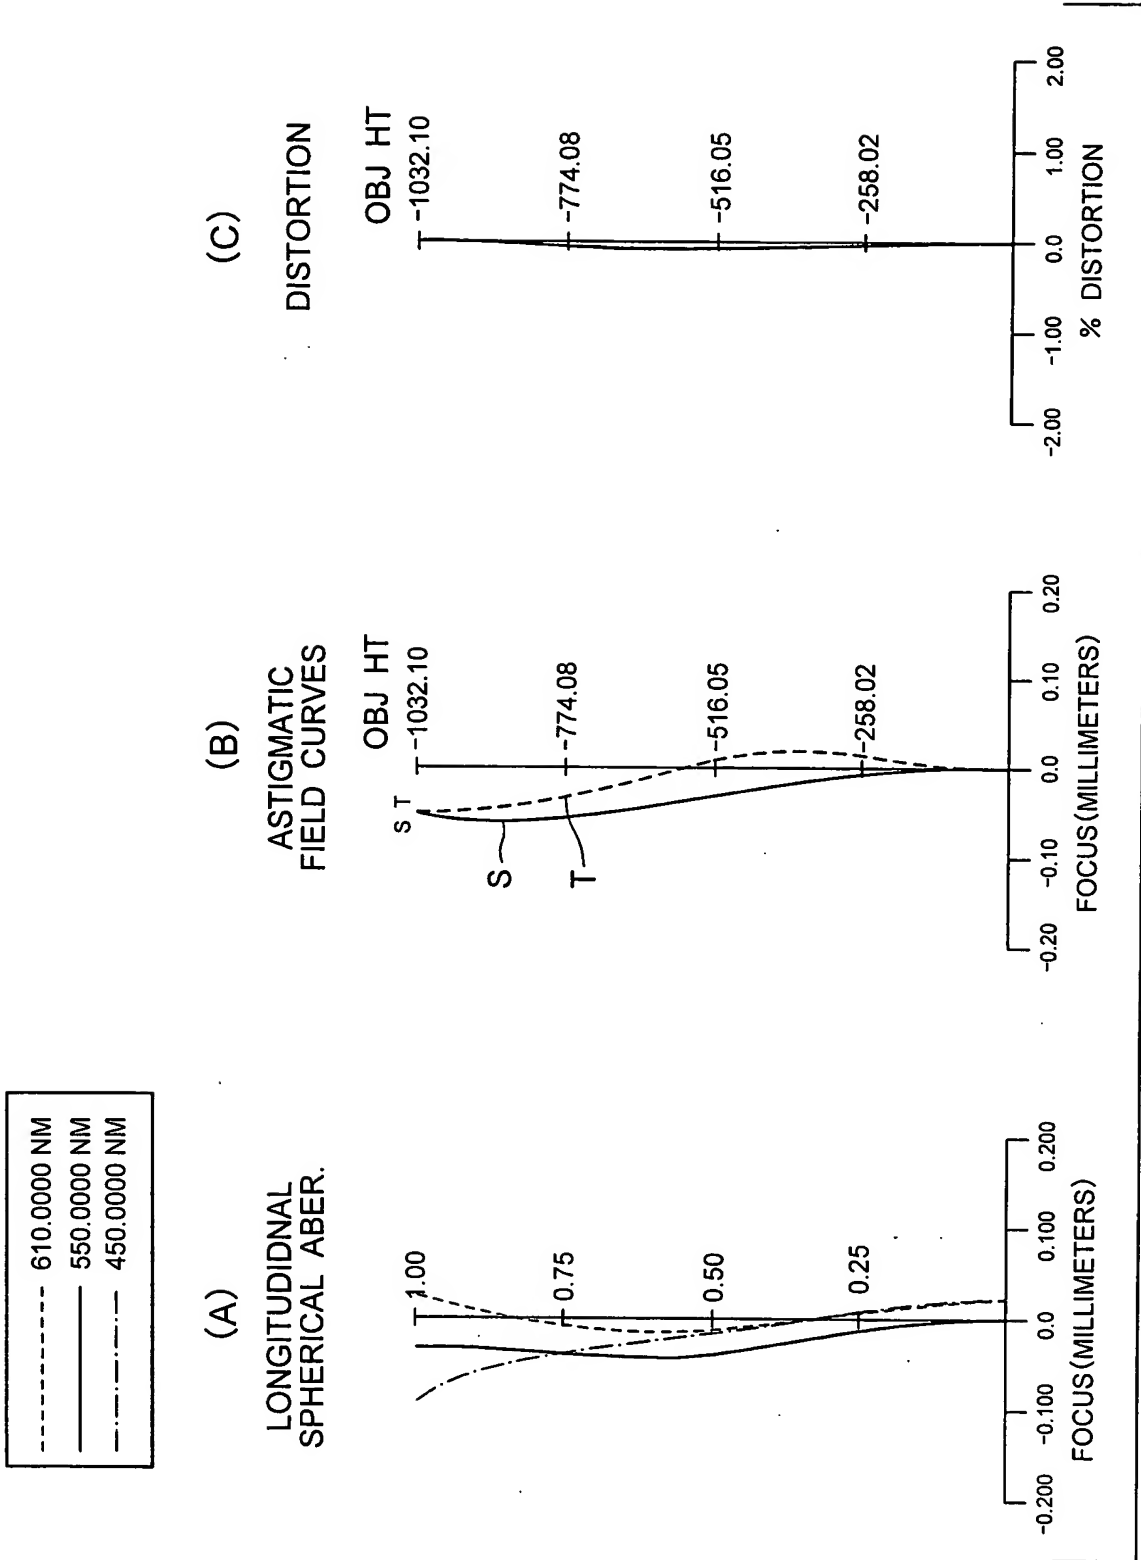 610.0000 NM
550.0000 NM
450.0000 NM
(A)
LONGITUDIDNAL
SPHERICAL ABER.
1.00
0.75
0.50
0.25
-0.200
-0.100
0.0
0.100
0.200
FOCUS(MILLIMETERS)
(B)
ASTIGMATIC
FIELD CURVES
OBJ HT
S T
-1032.10
S
T
-774.08
-516.05
-258.02
-0.20
-0.10
0.0
0.10
0.20
FOCUS(MILLIMETERS)
(C)
DISTORTION
OBJ HT
-1032.10
-774.08
-516.05
-258.02
-2.00
-1.00
0.0
1.00
2.00
% DISTORTION